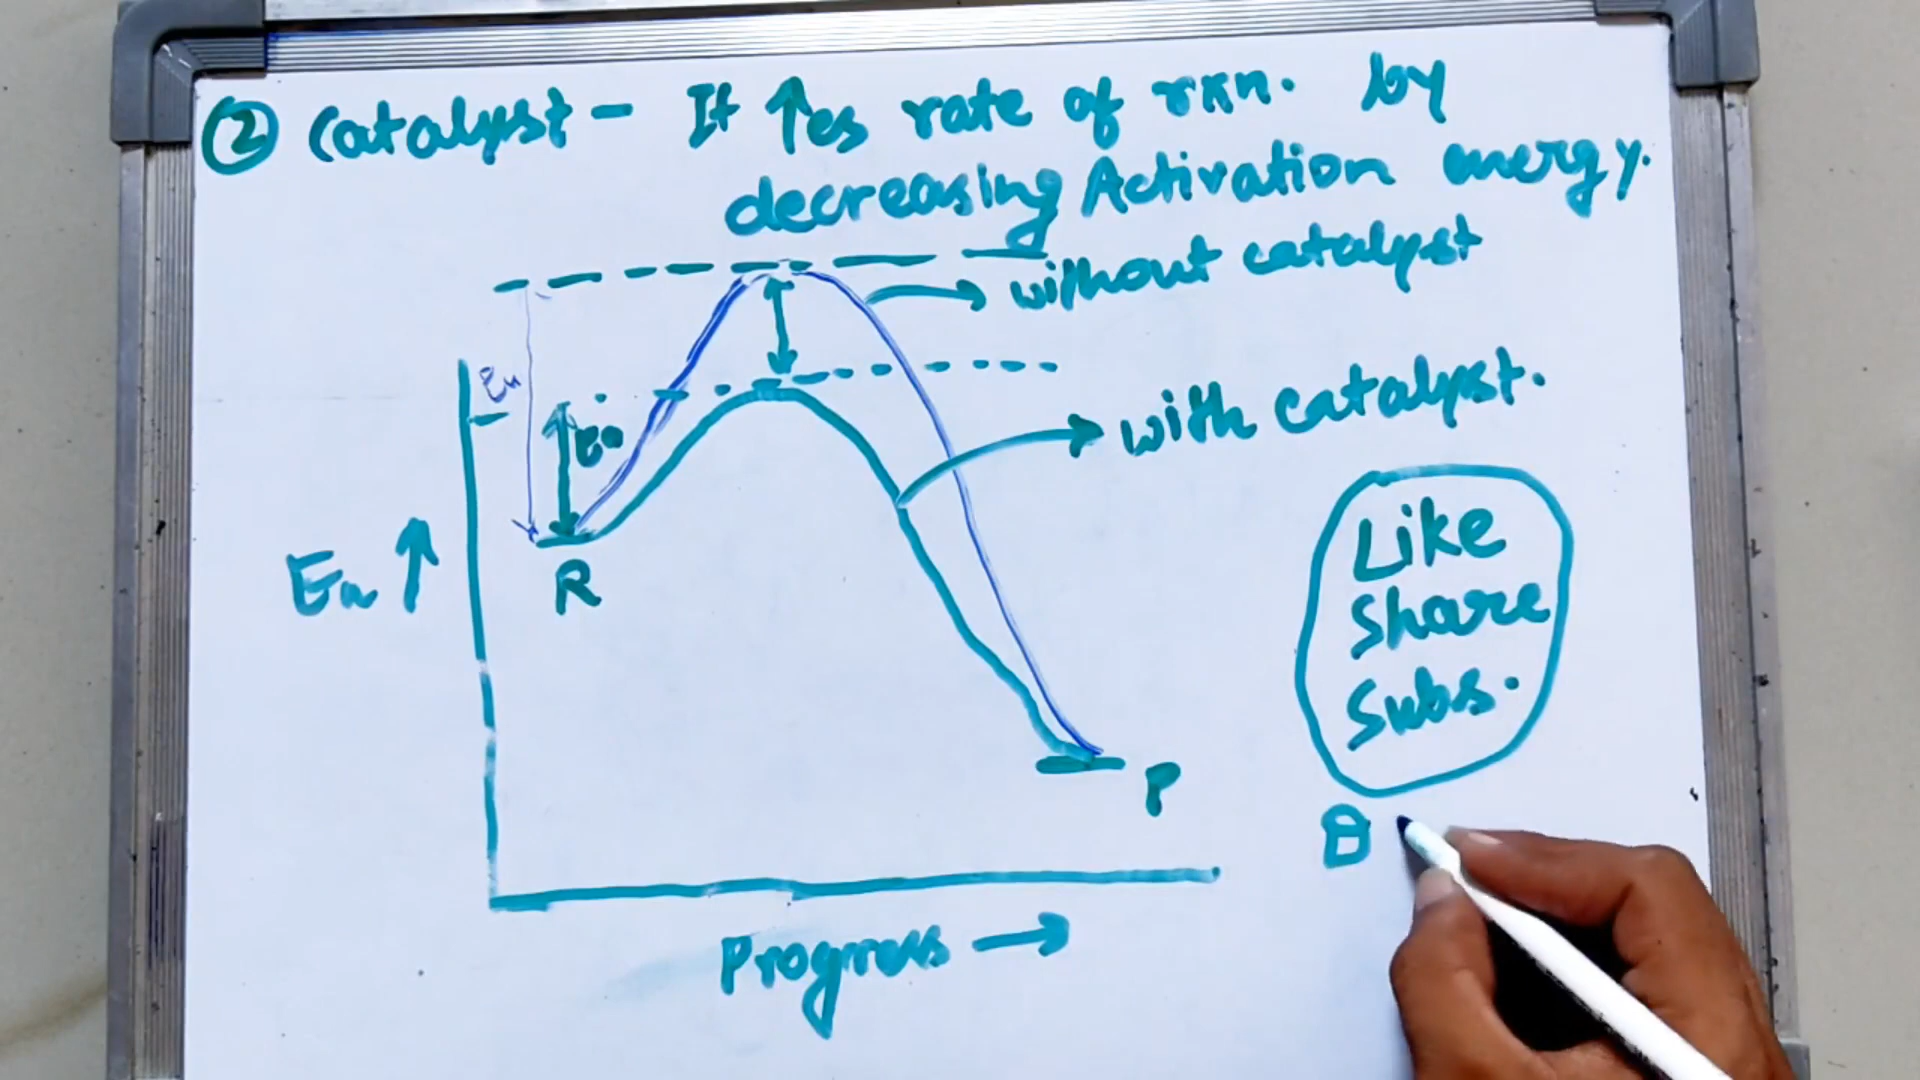 ② Catalyst - It ↑es rate of rxn. by
decreasing Activation energy.
without catalyst
with catalyst.
Ea
Ea
R
En ↑
P
Progress →
Like
Share
Subs.